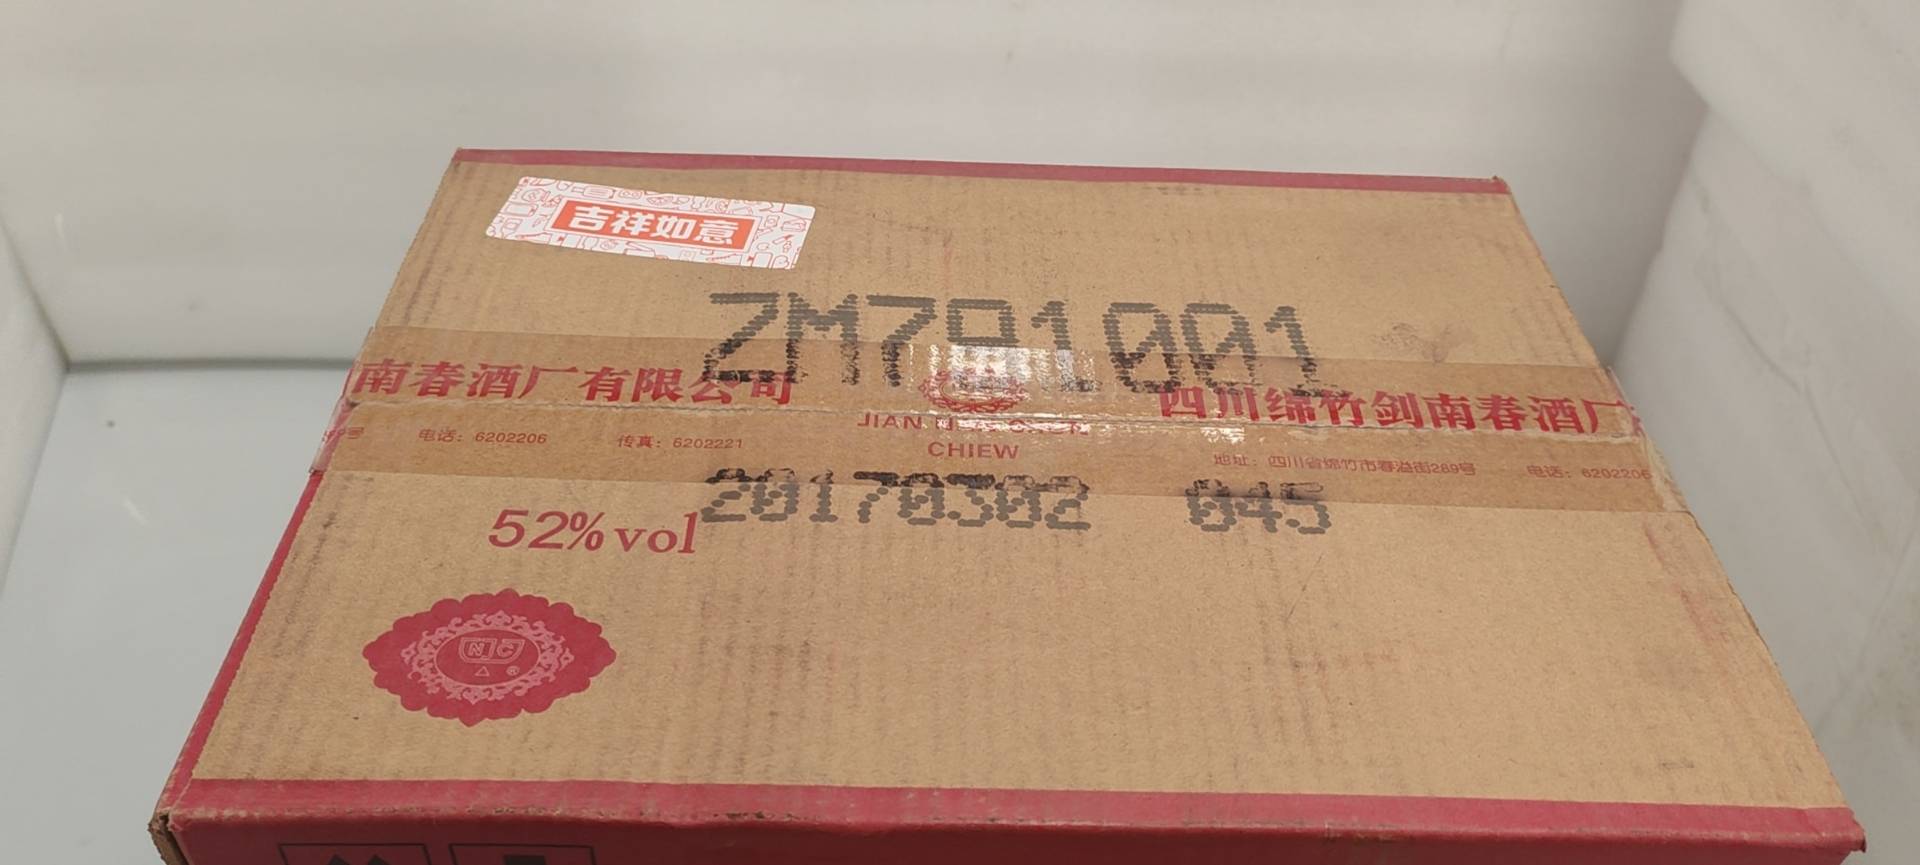 吉祥如意
ZM791001
南春酒厂有限公司
四川绵竹剑南春酒厂
电话：6202206
传真：6202221
JIAN
CHIEW
地址：四川省绵竹市春溢街289号
电话：6202206
20170302 045
52% vol
NJC
®